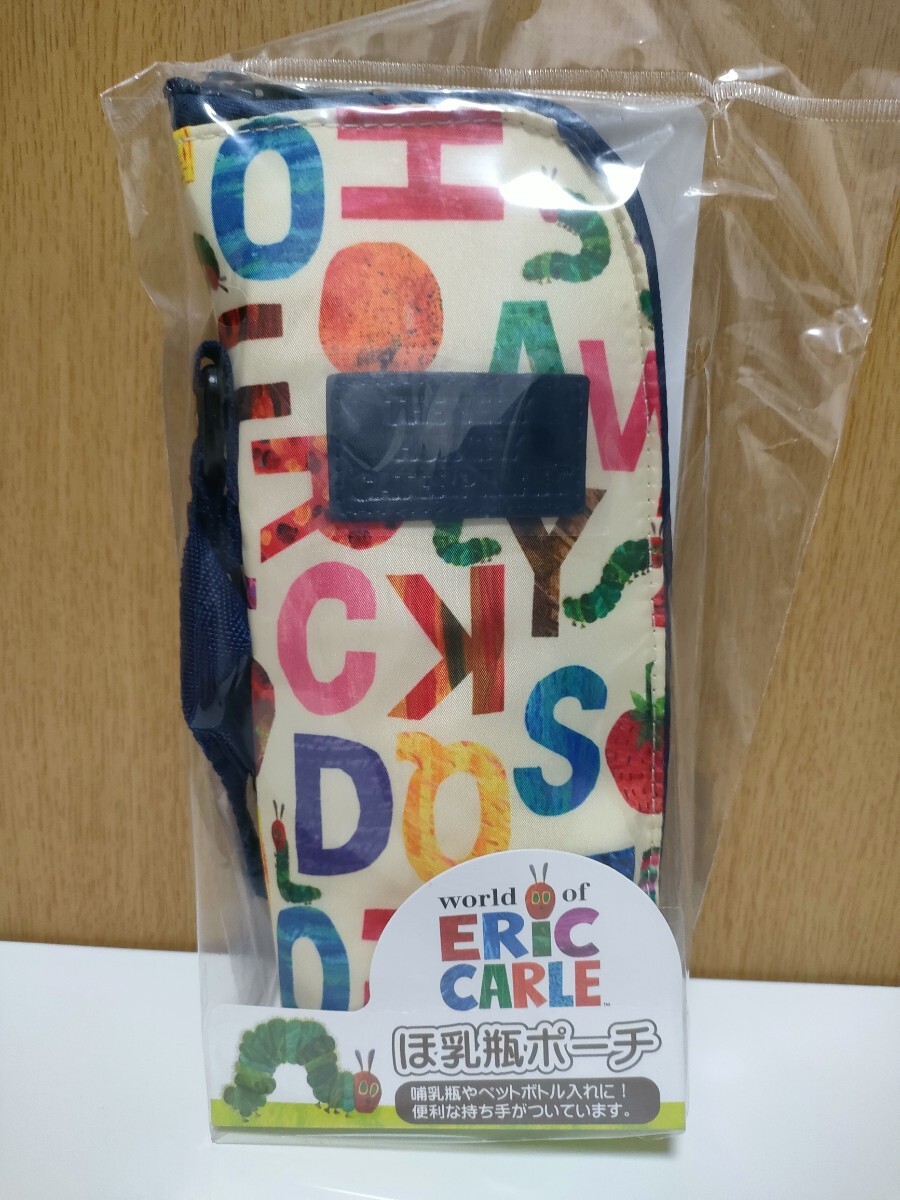 O H
S
O A
R V
C K Y
D O S
world of
ERiC
CARLE™
ほ乳瓶ポーチ
哺乳瓶やペットボトル入れに!
便利な持ち手がついています。